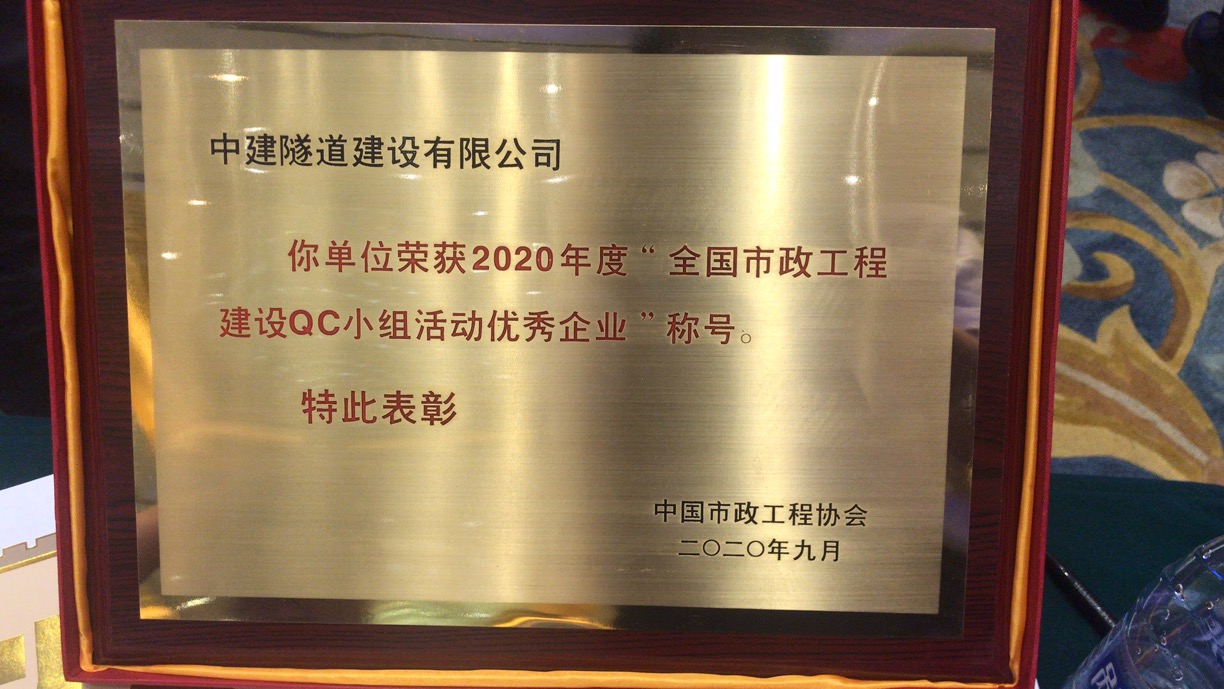 中建隧道建设有限公司
你单位荣获2020年度“全国市政工程
建设QC小组活动优秀企业”称号。
特此表彰
中国市政工程协会
二〇二〇年九月